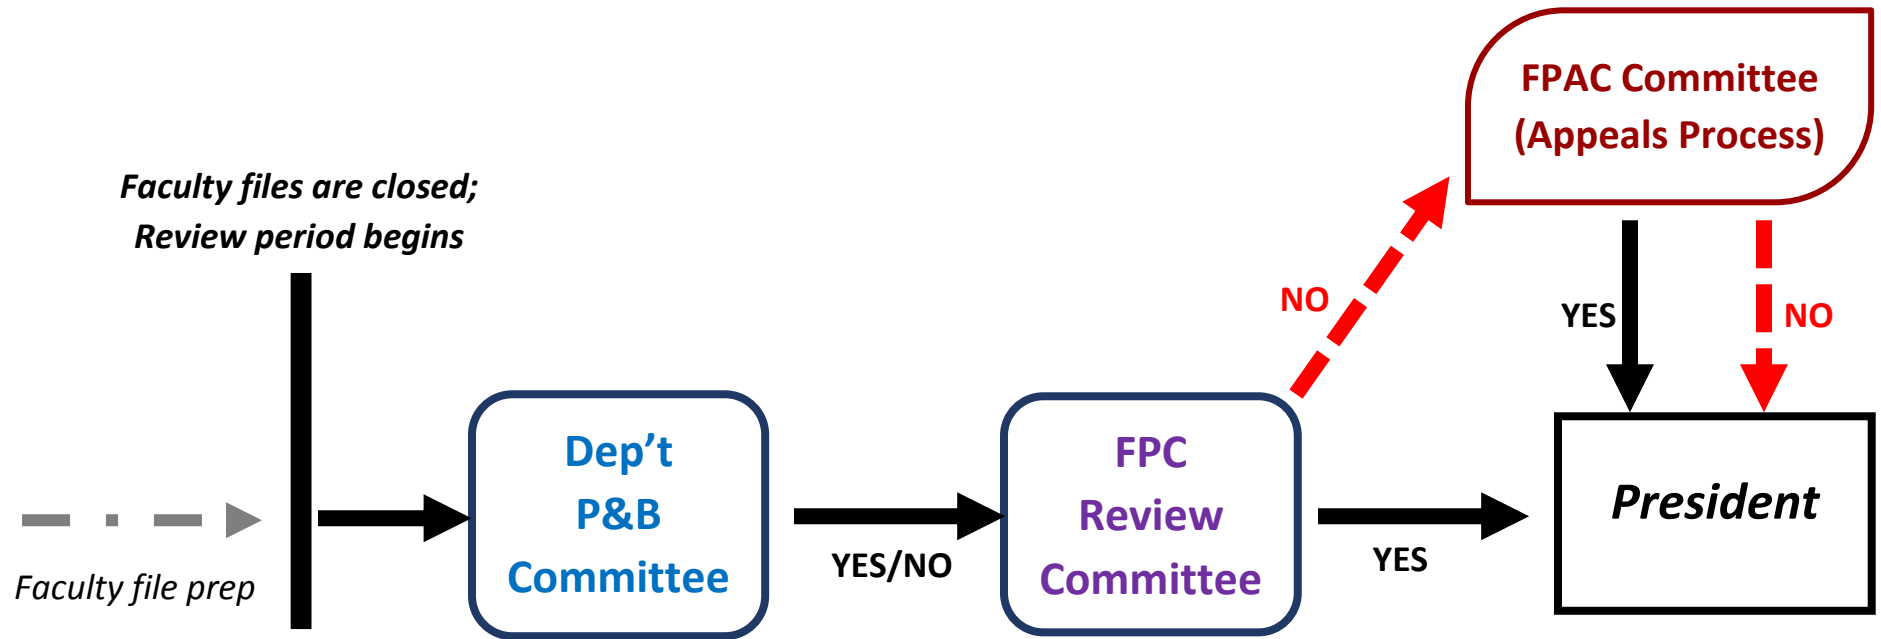 FPAC Committee
(Appeals Process)
Faculty files are closed;
Review period begins
NO
YES
NO
Dep’t
P&B
Committee
FPC
Review
Committee
President
YES/NO
YES
Faculty file prep